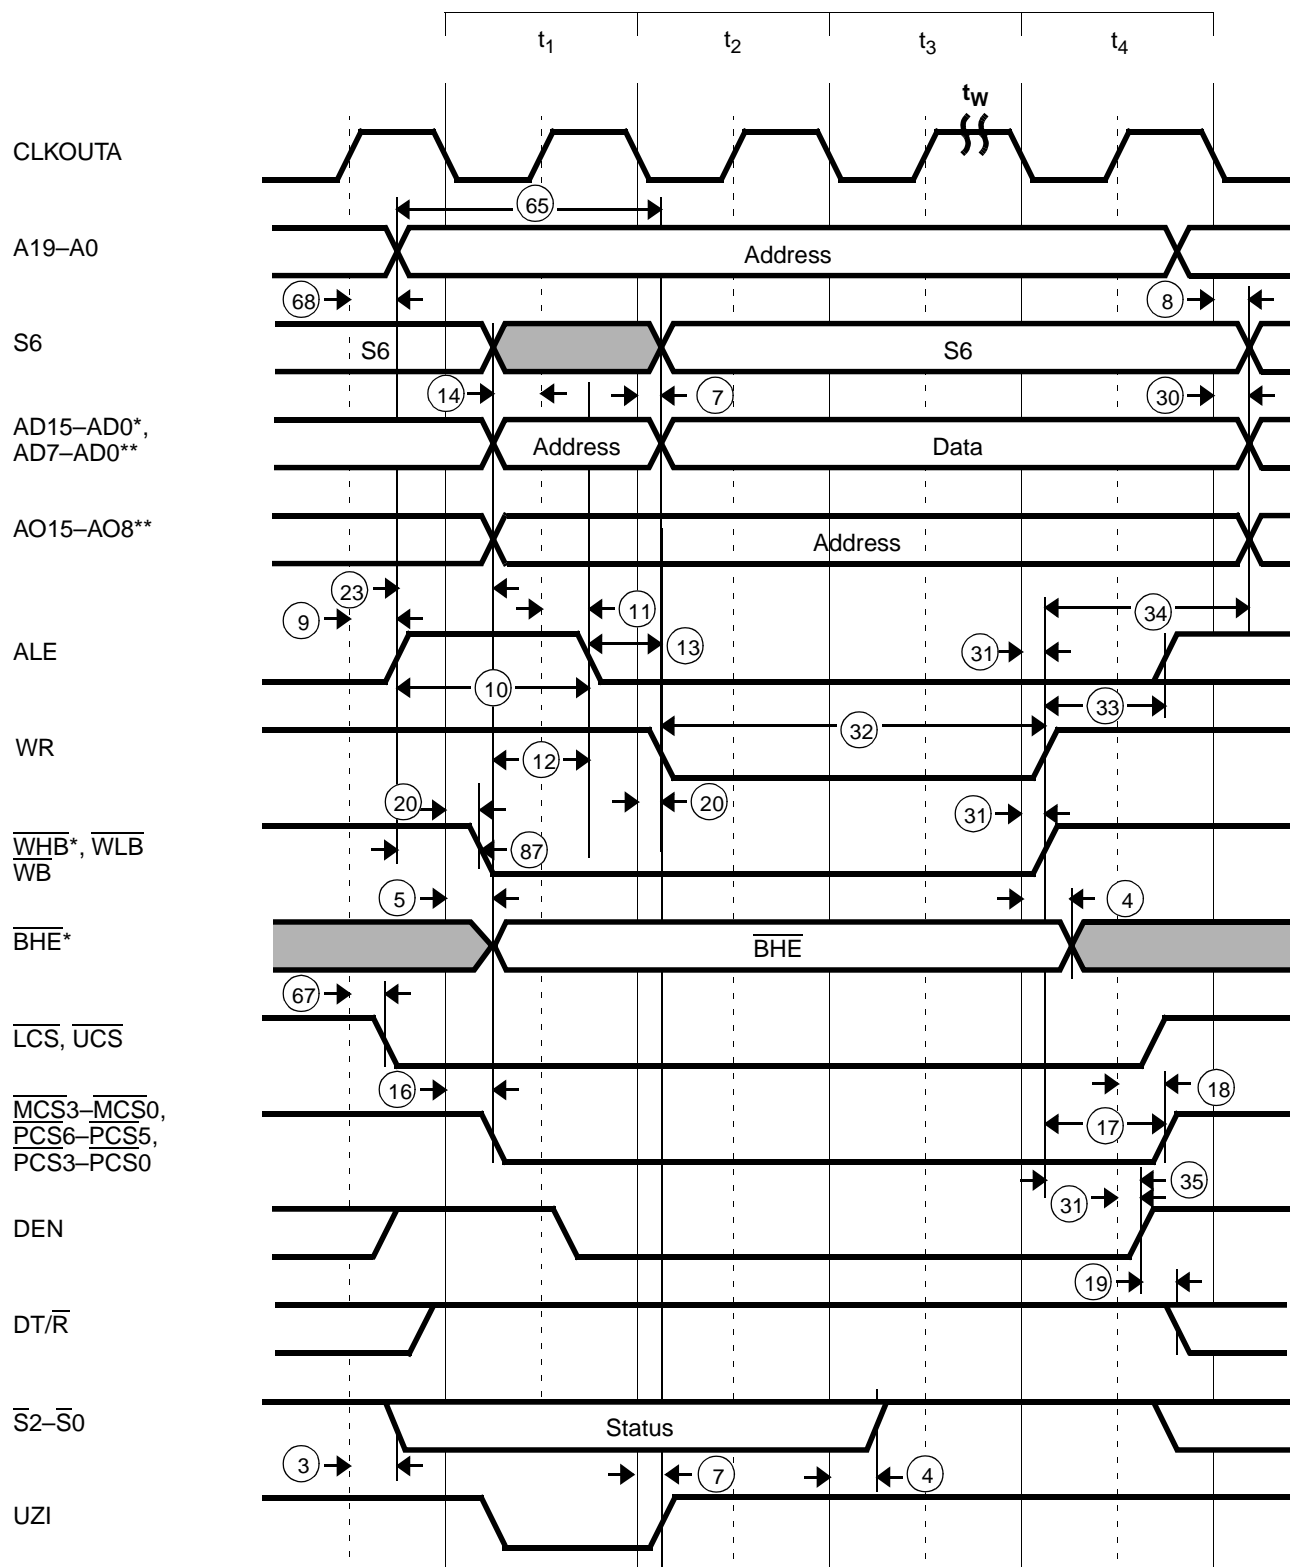 t1 t2 t3 t4
tW
CLKOUTA
65
A19–A0
Address
68 8
S6
S6 S6
14 7 30
AD15–AD0*,
AD7–AD0**
Address Data
AO15–AO8**
Address
23
9 11 34
ALE
13 31
10 33
WR
32
12
20 20 31
WHB*, WLB
WB
87
5 4
BHE*
BHE
67
LCS, UCS
16 18
MCS3–MCS0,
PCS6–PCS5,
PCS3–PCS0
17
35
31
DEN
19
DT/R
S2–S0
Status
3 7 4
UZI